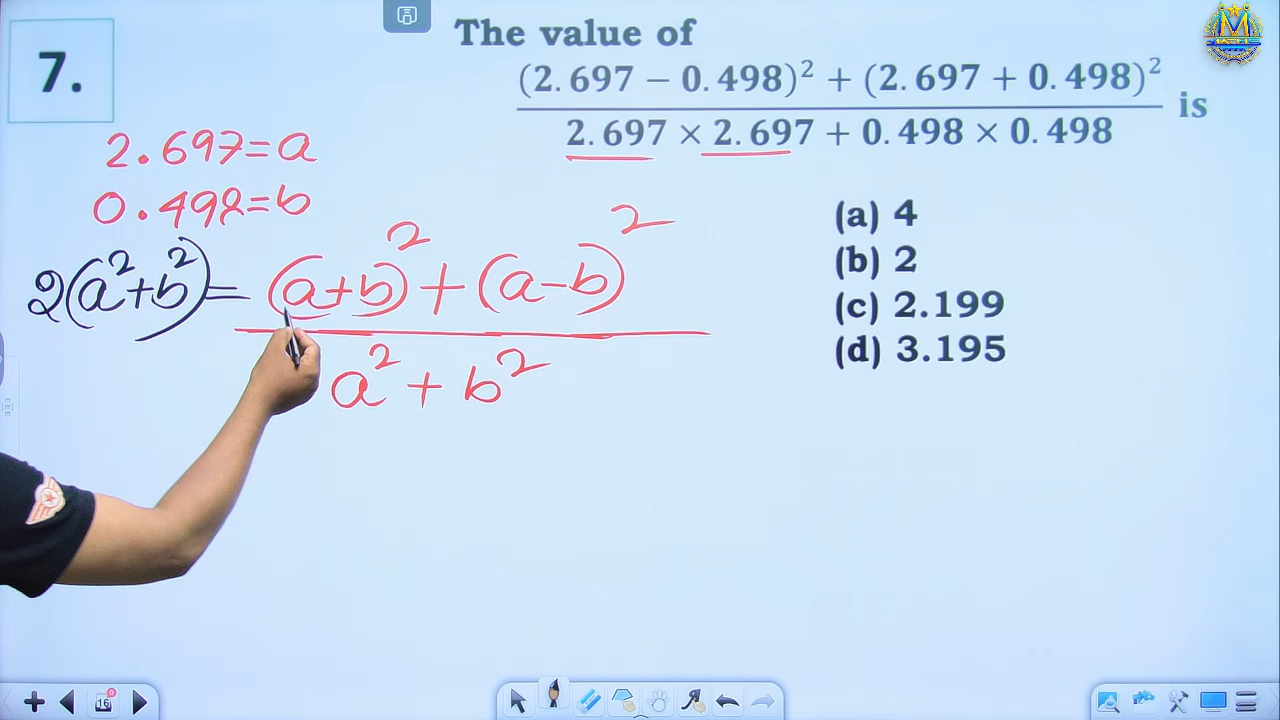 7.
The value of
(2.697 − 0.498)² + (2.697 + 0.498)²
2.697 × 2.697 + 0.498 × 0.498
is
2.697=a
0.498=b
2(a²+b²)= (a+b)² + (a-b)²
a² + b²
(a) 4
(b) 2
(c) 2.199
(d) 3.195
16